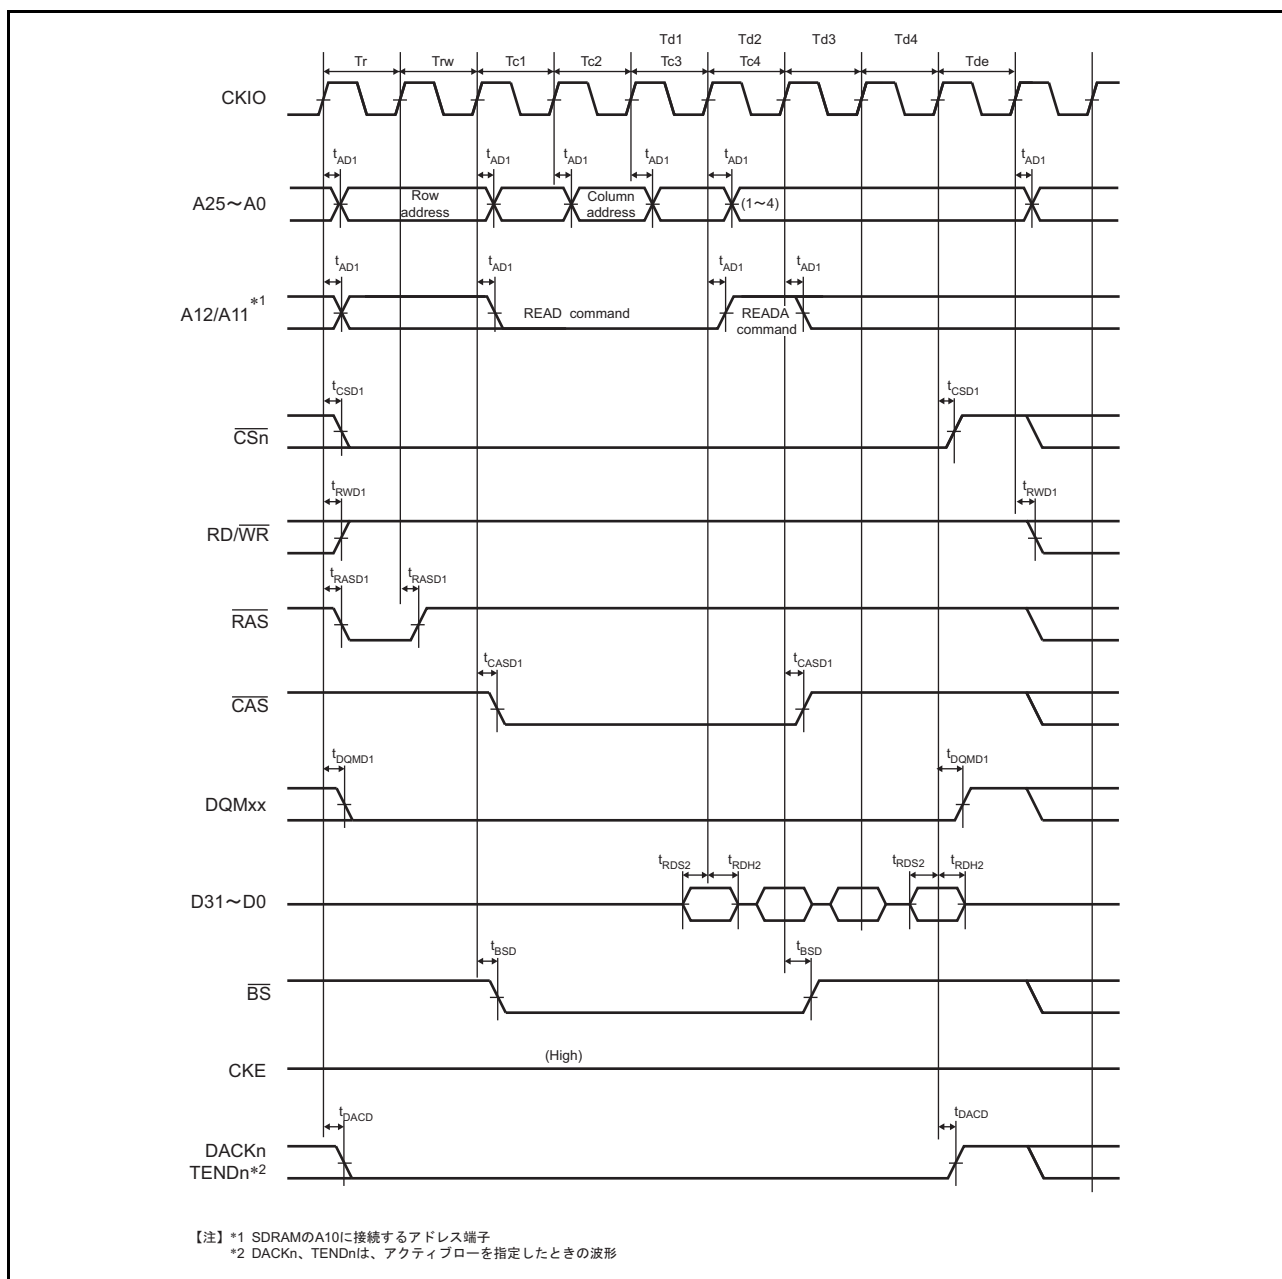 Td1 Td2 Td3 Td4
Tr Trw Tc1 Tc2 Tc3 Tc4 Tde
CKIO
tAD1 tAD1 tAD1 tAD1 tAD1 tAD1
A25〜A0
Row address
Column address
(1〜4)
tAD1 tAD1 tAD1 tAD1
A12/A11*1
READ command
READA command
tCSD1 tCSD1
CSn
tRWD1 tRWD1
RD/WR
tRASD1 tRASD1
RAS
tCASD1 tCASD1
CAS
tDQMD1 tDQMD1
DQMxx
tRDS2 tRDH2 tRDS2 tRDH2
D31〜D0
tBSD tBSD
BS
(High)
CKE
tDACD tDACD
DACKn
TENDn*2
【注】*1 SDRAMのA10に接続するアドレス端子
*2 DACKn、TENDnは、アクティブローを指定したときの波形